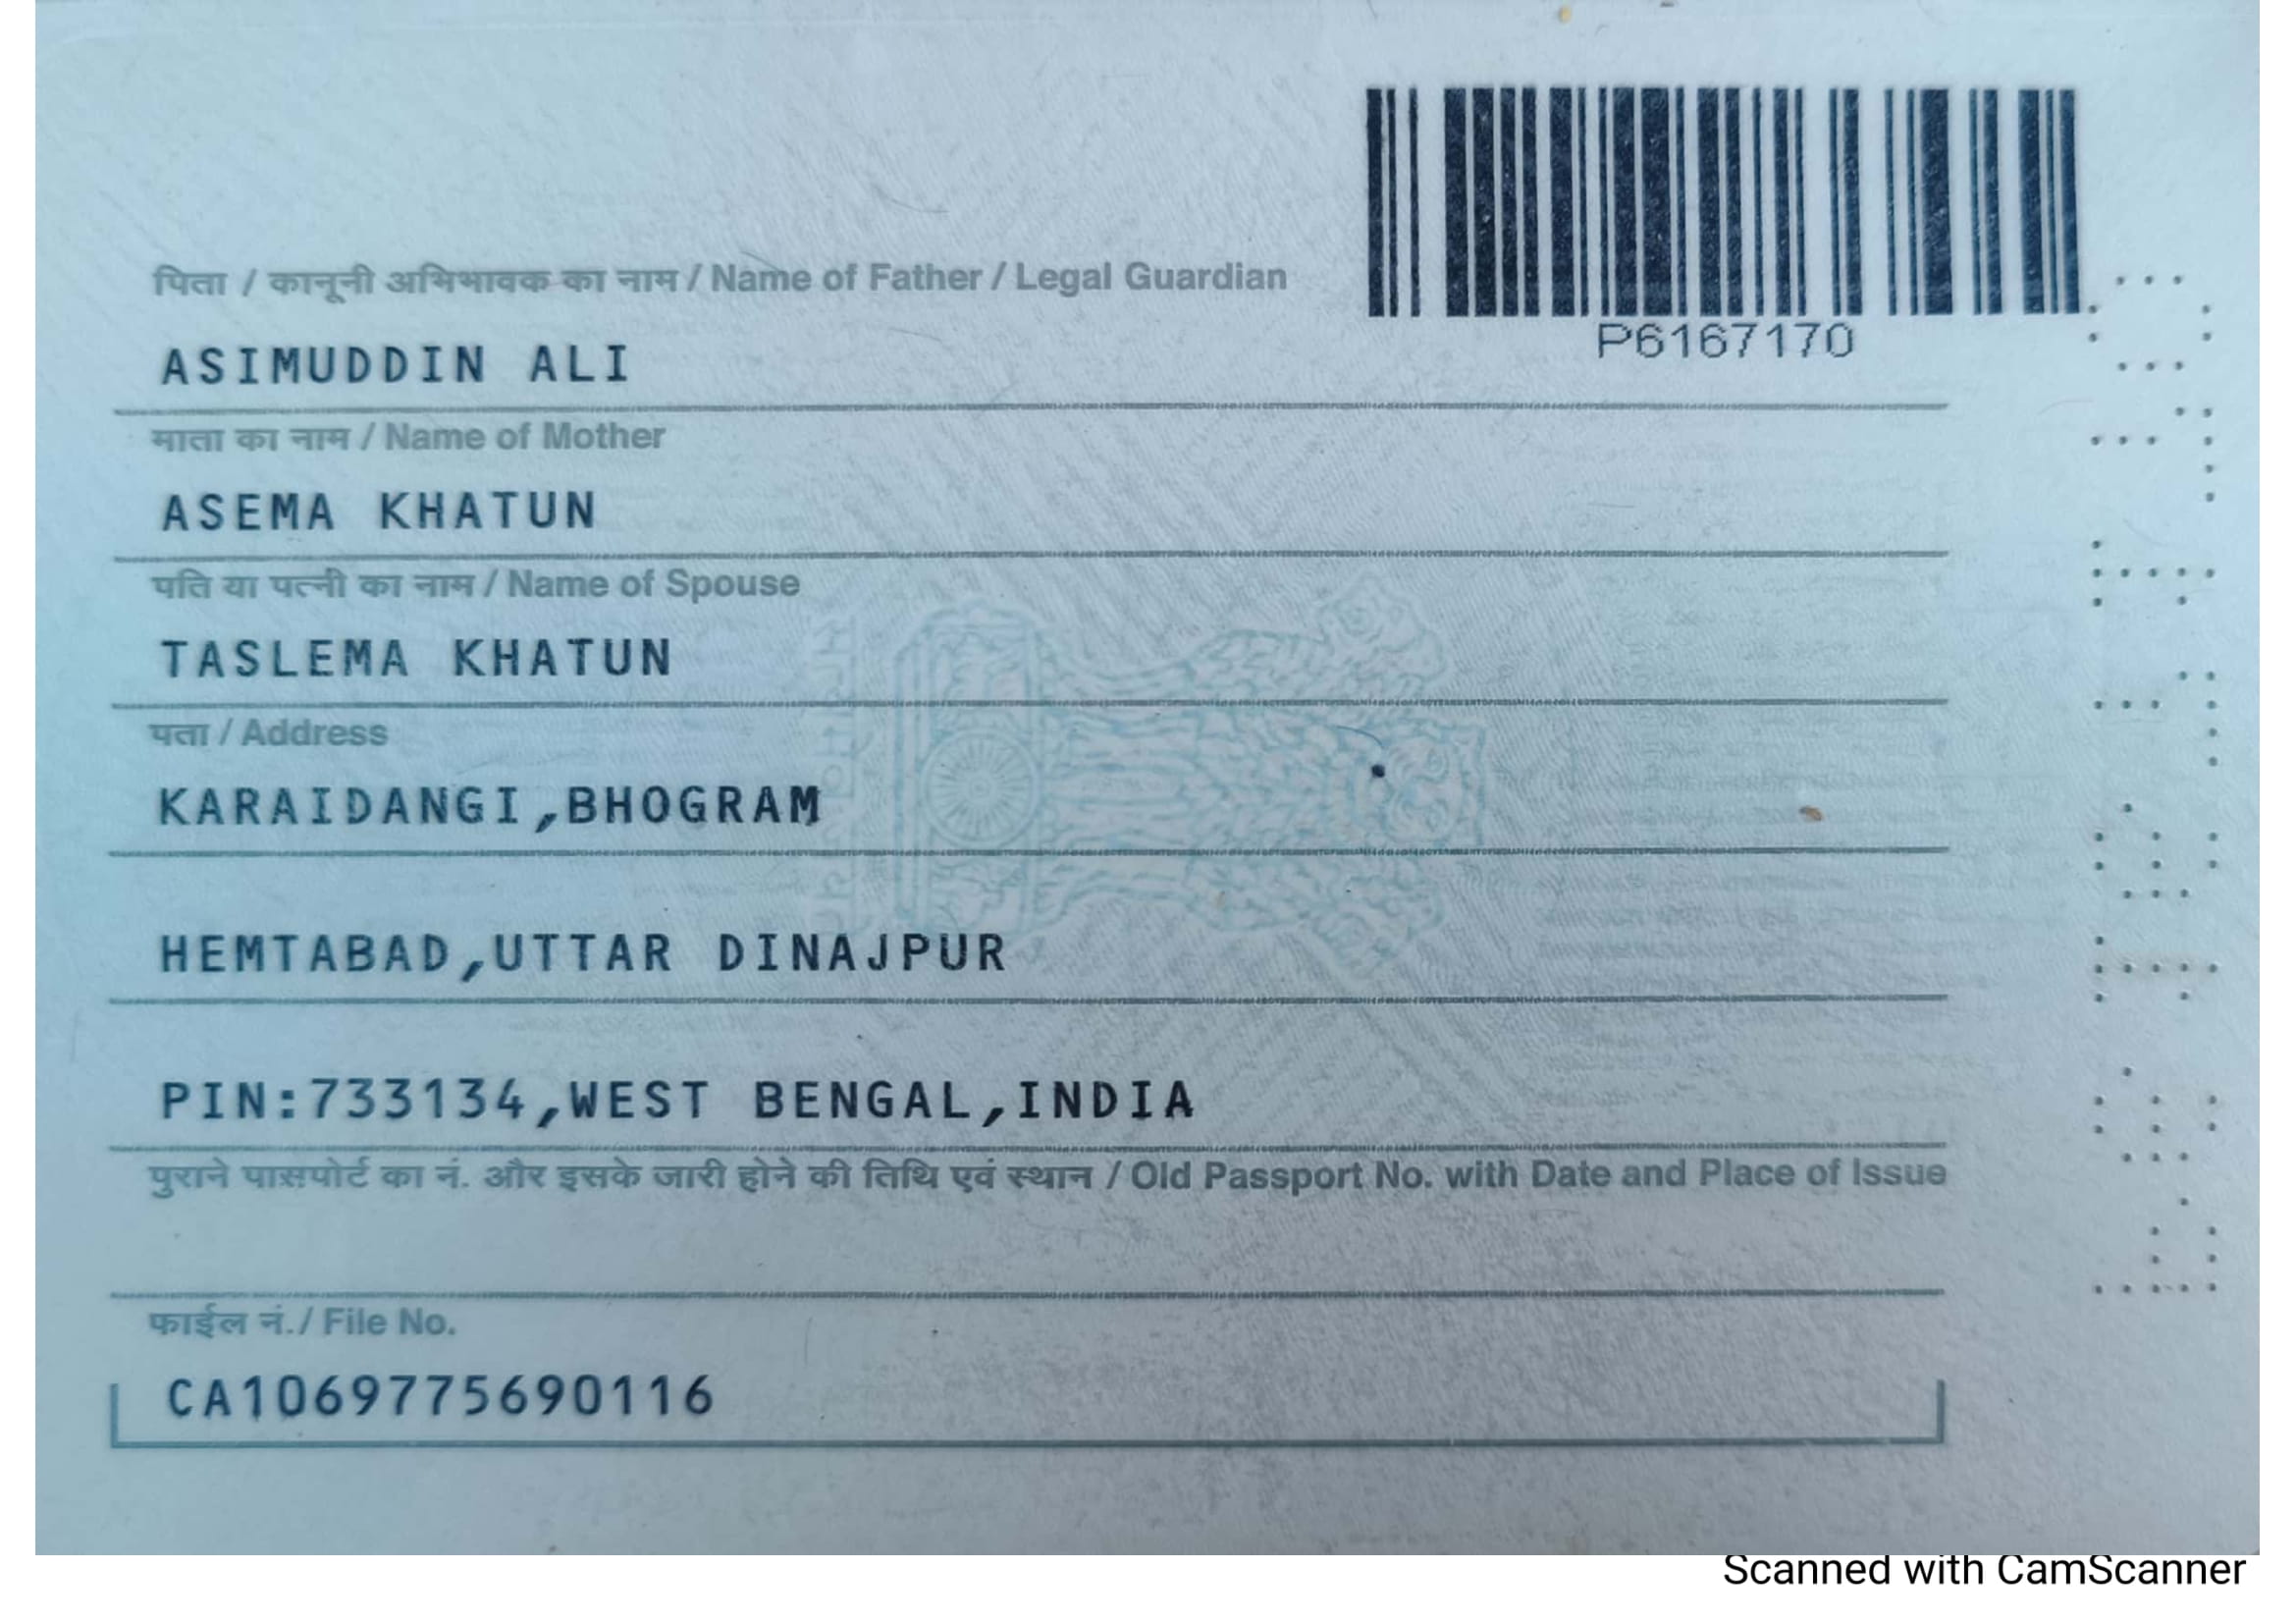 P6167170
पिता / कानूनी अभिभावक का नाम / Name of Father / Legal Guardian
ASIMUDDIN ALI
माता का नाम / Name of Mother
ASEMA KHATUN
पति या पत्नी का नाम / Name of Spouse
TASLEMA KHATUN
पता / Address
KARAIDANGI,BHOGRAM
HEMTABAD,UTTAR DINAJPUR
PIN:733134,WEST BENGAL,INDIA
पुराने पासपोर्ट का नं. और इसके जारी होने की तिथि एवं स्थान / Old Passport No. with Date and Place of Issue
फाईल नं./ File No.
CA1069775690116
Scanned with CamScanner